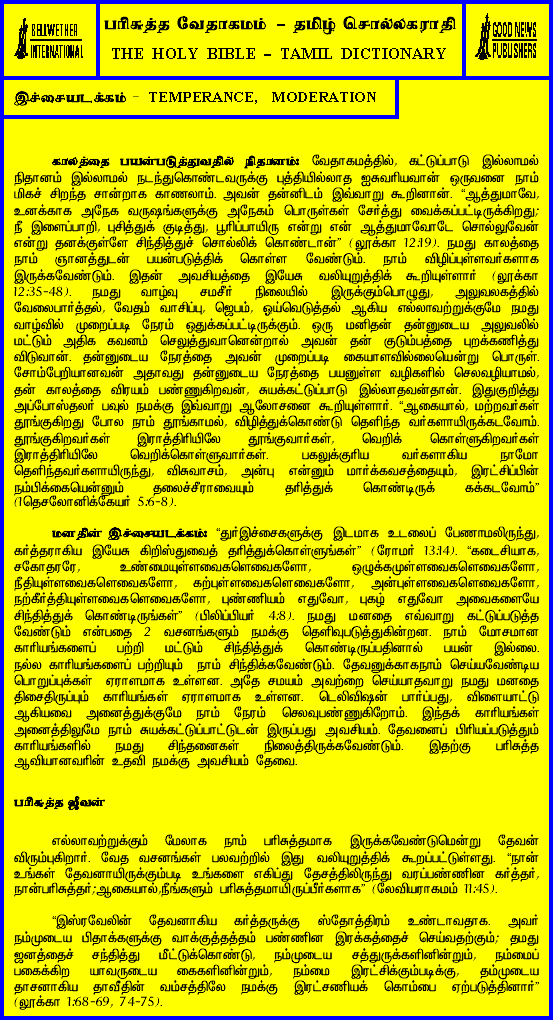 BELLWETHER
INTERNATIONAL
பரிசுத்த வேதாகமம் – தமிழ் சொல்லகராதி
THE HOLY BIBLE – TAMIL DICTIONARY
GOOD NEWS
PUBLISHERS
இச்சையடக்கம் – TEMPERANCE, MODERATION
காலத்தை பயன்படுத்துவதில் நிதானம்: வேதாகமத்தில், கட்டுப்பாடு இல்லாமல்
நிதானம் இல்லாமல் நடந்துகொண்டவருக்கு புத்தியில்லாத ஐசுவரியவான் ஒருவனை நாம்
மிகச் சிறந்த சான்றாக காணலாம். அவன் தன்னிடம் இவ்வாறு கூறினான். “ஆத்துமாவே,
உனக்காக அநேக வருஷங்களுக்கு அநேகம் பொருள்கள் சேர்த்து வைக்கப்பட்டிருக்கிறது;
நீ இளைப்பாறி, புசித்துக் குடித்து, பூரிப்பாயிரு என்று என் ஆத்துமாவோடே சொல்லுவேன்
என்று தனக்குள்ளே சிந்தித்துச் சொல்லிக் கொண்டான்” (லூக்கா 12:19). நமது காலத்தை
நாம் ஞானத்துடன் பயன்படுத்திக் கொள்ள வேண்டும். நாம் விழிப்புள்ளவர்களாக
இருக்கவேண்டும். இதன் அவசியத்தை இயேசு வலியுறுத்திக் கூறியுள்ளார் (லூக்கா
12:35-48). நமது வாழ்வு சமசீர் நிலையில் இருக்கும்பொழுது, அலுவலகத்தில்
வேலைபார்த்தல், வேதம் வாசிப்பு, ஜெபம், ஓய்வெடுத்தல் ஆகிய எல்லாவற்றுக்குமே நமது
வாழ்வில் முறைப்படி நேரம் ஒதுக்கப்பட்டிருக்கும். ஒரு மனிதன் தன்னுடைய அலுவலில்
மட்டும் அதிக கவனம் செலுத்துவானென்றால் அவன் தன் குடும்பத்தை புறக்கணித்து
விடுவான். தன்னுடைய நேரத்தை அவன் முறைப்படி கையாளவில்லையென்று பொருள்.
சோம்பேறியானவன் அதாவது தன்னுடைய நேரத்தை பயனுள்ள வழிகளில் செலவழியாமல்,
தன் காலத்தை விரயம் பண்ணுகிறவன், சுயக்கட்டுப்பாடு இல்லாதவன்தான். இதுகுறித்து
அப்போஸ்தலர் பவுல் நமக்கு இவ்வாறு ஆலோசனை கூறியுள்ளார். “ஆகையால், மற்றவர்கள்
தூங்குகிறது போல நாம் தூங்காமல், விழித்துக்கொண்டு தெளிந்த வர்களாயிருக்கடவோம்.
தூங்குகிறவர்கள் இராத்திரியிலே தூங்குவார்கள், வெறிக் கொள்ளுகிறவர்கள்
இராத்திரியிலே வெறிக்கொள்ளுவார்கள். பகலுக்குரிய வர்களாகிய நாமோ
தெளிந்தவர்களாயிருந்து, விசுவாசம், அன்பு என்னும் மார்க்கவசத்தையும், இரட்சிப்பின்
நம்பிக்கையென்னும் தலைச்சீராவையும் தரித்துக் கொண்டிருக் கக்கடவோம்”
(1தெசலோனிக்கேயர் 5:6-8).
மனதின் இச்சையடக்கம்: “துர்இச்சைகளுக்கு இடமாக உடலைப் பேணாமலிருந்து,
கர்த்தராகிய இயேசு கிறிஸ்துவைத் தரித்துக்கொள்ளுங்கள்” (ரோமர் 13:14). “கடைசியாக,
சகோதரரே, உண்மையுள்ளவைகளெவைகளோ, ஒழுக்கமுள்ளவைகளெவைகளோ,
நீதியுள்ளவைகளெவைகளோ, கற்புள்ளவைகளெவைகளோ, அன்புள்ளவைகளெவைகளோ,
நற்கீர்த்தியுள்ளவைகளெவைகளோ, புண்ணியம் எதுவோ, புகழ் எதுவோ அவைகளையே
சிந்தித்துக் கொண்டிருங்கள்” (பிலிப்பியர் 4:8). நமது மனதை எவ்வாறு கட்டுப்படுத்த
வேண்டும் என்பதை 2 வசனங்களும் நமக்கு தெளிவுபடுத்துகின்றன. நாம் மோசமான
காரியங்களைப் பற்றி மட்டும் சிந்தித்துக் கொண்டிருப்பதினால் பயன் இல்லை.
நல்ல காரியங்களைப் பற்றியும் நாம் சிந்திக்கவேண்டும். தேவனுக்காகநாம் செய்யவேண்டிய
பொறுப்புக்கள் ஏராளமாக உள்ளன. அதே சமயம் அவற்றை செய்யாதவாறு நமது மனதை
திசைதிருப்பும் காரியங்கள் ஏராளமாக உள்ளன. டெலிவிஷன் பார்ப்பது, விளையாட்டு
ஆகியவை அனைத்துக்குமே நாம் நேரம் செலவுபண்ணுகிறோம். இந்தக் காரியங்கள்
அனைத்திலுமே நாம் சுயக்கட்டுப்பாட்டுடன் இருப்பது அவசியம். தேவனைப் பிரியப்படுத்தும்
காரியங்களில் நமது சிந்தனைகள் நிலைத்திருக்கவேண்டும். இதற்கு பரிசுத்த
ஆவியானவரின் உதவி நமக்கு அவசியம் தேவை.
பரிசுத்த ஜீவன்
எல்லாவற்றுக்கும் மேலாக நாம் பரிசுத்தமாக இருக்கவேண்டுமென்று தேவன்
விரும்புகிறார். வேத வசனங்கள் பலவற்றில் இது வலியுறுத்திக் கூறப்பட்டுள்ளது. “நான்
உங்கள் தேவனாயிருக்கும்படி உங்களை எகிப்து தேசத்திலிருந்து வரப்பண்ணின கர்த்தர்,
நான்பரிசுத்தர்;ஆகையால்,நீங்களும் பரிசுத்தமாயிருப்பீர்களாக” (லேவியராகமம் 11:45).
“இஸ்ரவேலின் தேவனாகிய கர்த்தருக்கு ஸ்தோத்திரம் உண்டாவதாக. அவர்
நம்முடைய பிதாக்களுக்கு வாக்குத்தத்தம் பண்ணின இரக்கத்தைச் செய்வதற்கும்; தமது
ஜனத்தைச் சந்தித்து மீட்டுக்கொண்டு, நம்முடைய சத்துருக்களினின்றும், நம்மைப்
பகைக்கிற யாவருடைய கைகளினின்றும், நம்மை இரட்சிக்கும்படிக்கு, தம்முடைய
தாசனாகிய தாவீதின் வம்சத்திலே நமக்கு இரட்சணியக் கொம்பை ஏற்படுத்தினார்”
(லூக்கா 1:68-69, 74-75).